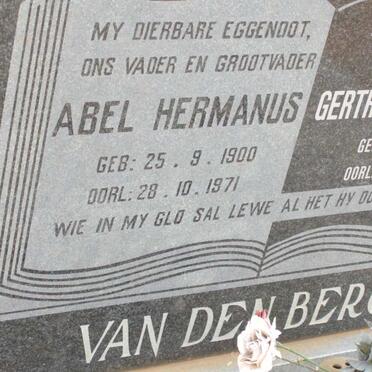 MY DIERBARE EGGENOOT,
ONS VADER EN GROOTVADER
ABEL HERMANUS
GEB: 25 . 9 . 1900
OORL: 28 . 10 . 1971
WIE IN MY GLO SAL LEWE AL HET HY
VAN DEN